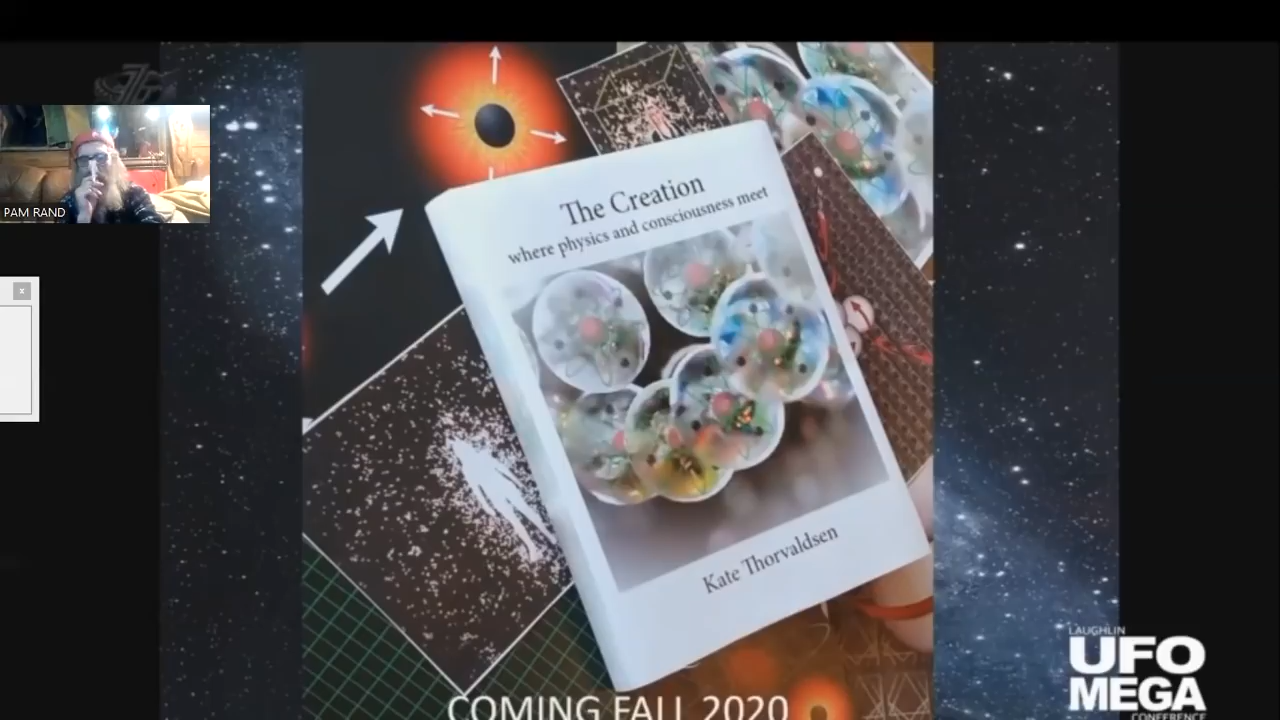 PAM RAND
x
The Creation
where physics and consciousness meet
Kate Thorvaldsen
COMING FALL 2020
LAUGHLIN
UFO
MEGA
CONFERENCE